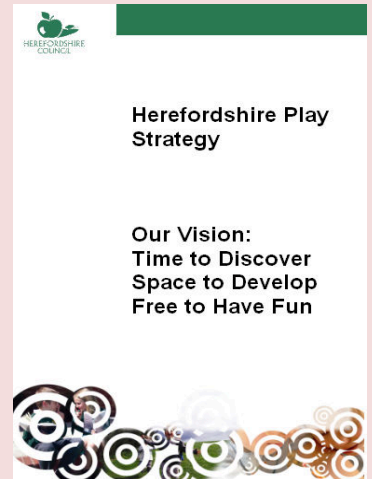 HEREFORDSHIRE
COUNCIL
Herefordshire Play
Strategy
Our Vision:
Time to Discover
Space to Develop
Free to Have Fun